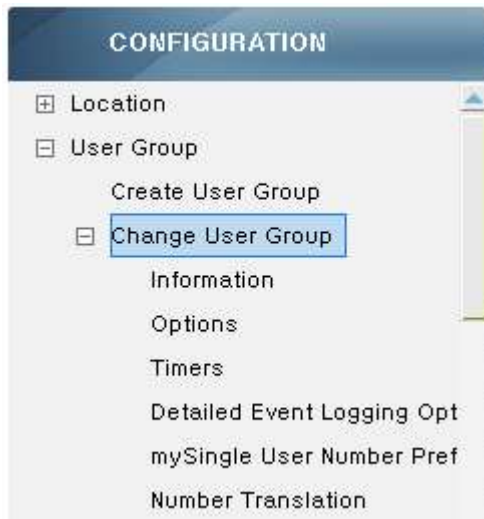 CONFIGURATION
Location
User Group
Create User Group
Change User Group
Information
Options
Timers
Detailed Event Logging Opt
mySingle User Number Pref
Number Translation